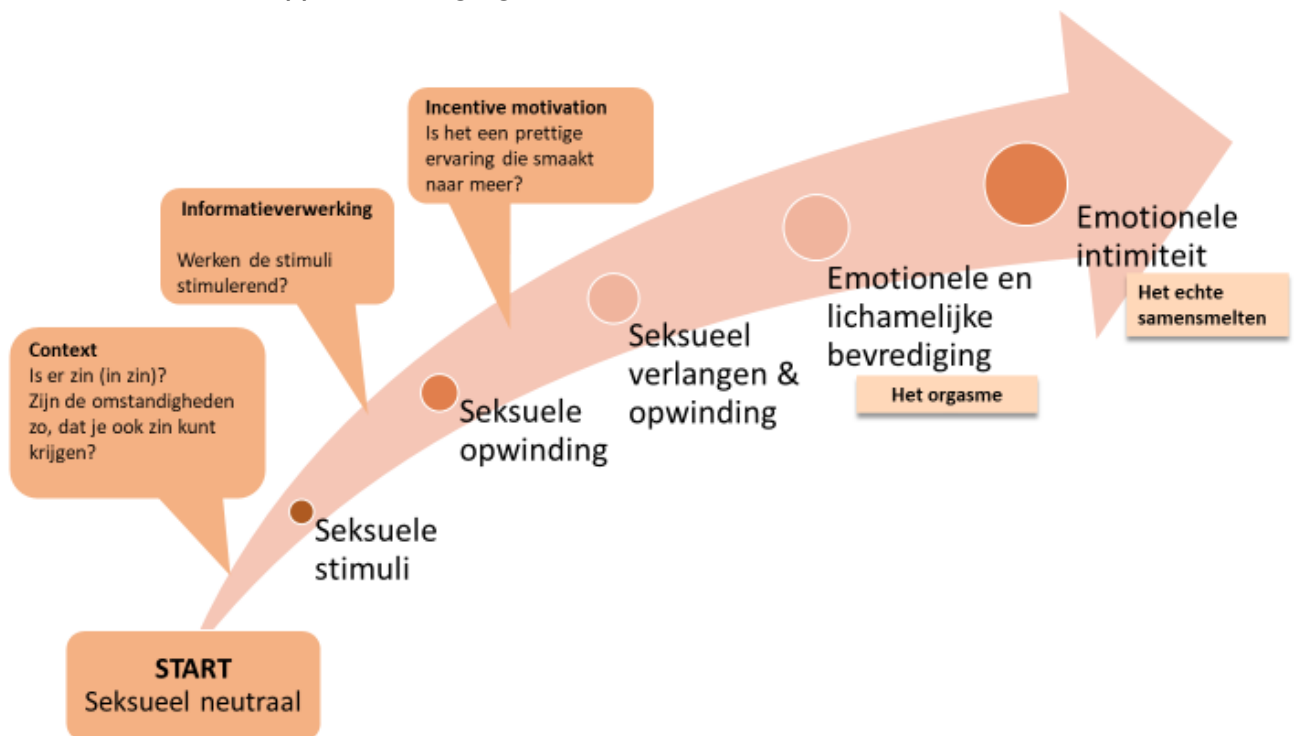 Incentive motivation
Is het een prettige
ervaring die smaakt
naar meer?
Informatieverwerking
Werken de stimuli
stimulerend?
Context
Is er zin (in zin)?
Zijn de omstandigheden
zo, dat je ook zin kunt
krijgen?
START
Seksueel neutraal
Seksuele
stimuli
Seksuele
opwinding
Seksueel
verlangen &
opwinding
Emotionele en
lichamelijke
bevrediging
Het orgasme
Emotionele
intimiteit
Het echte
samensmelten